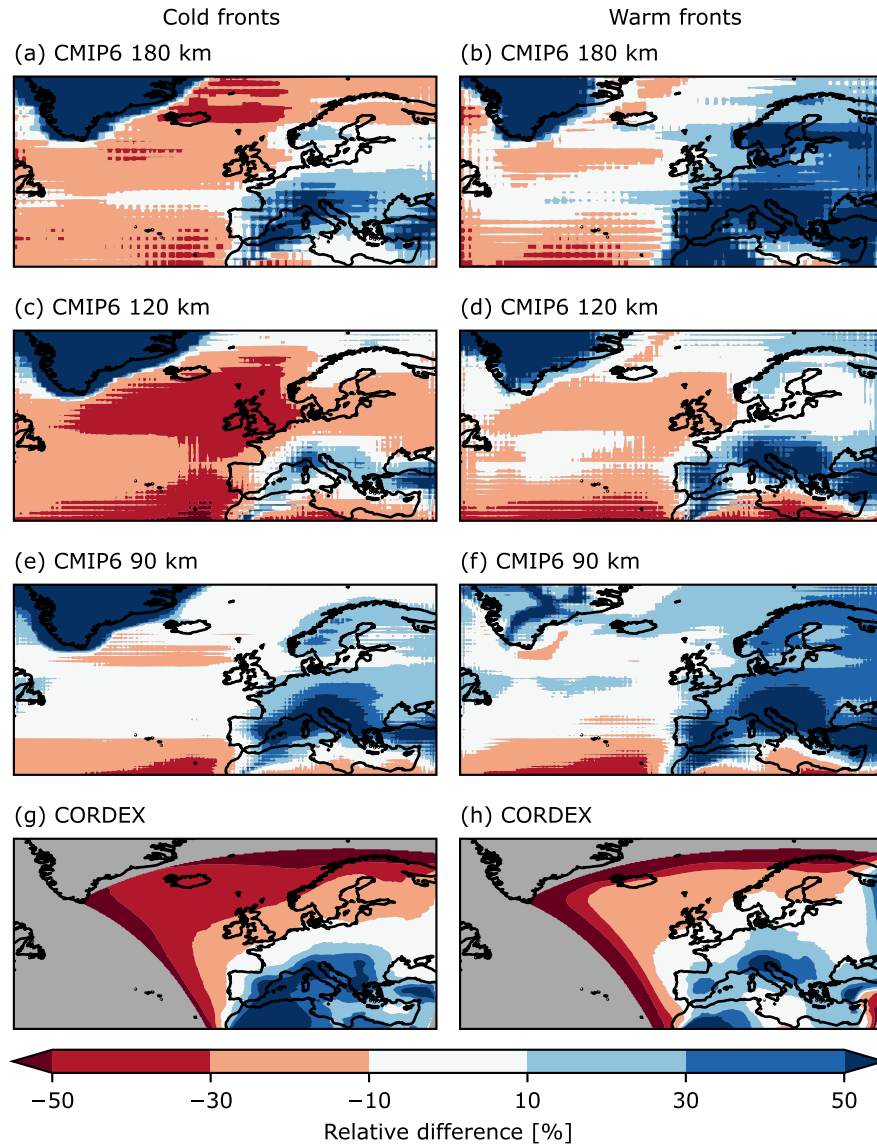 Cold fronts Warm fronts
(a) CMIP6 180 km (b) CMIP6 180 km
(c) CMIP6 120 km (d) CMIP6 120 km
(e) CMIP6 90 km (f) CMIP6 90 km
(g) CORDEX (h) CORDEX
−50 −30 −10 10 30 50
Relative difference [%]